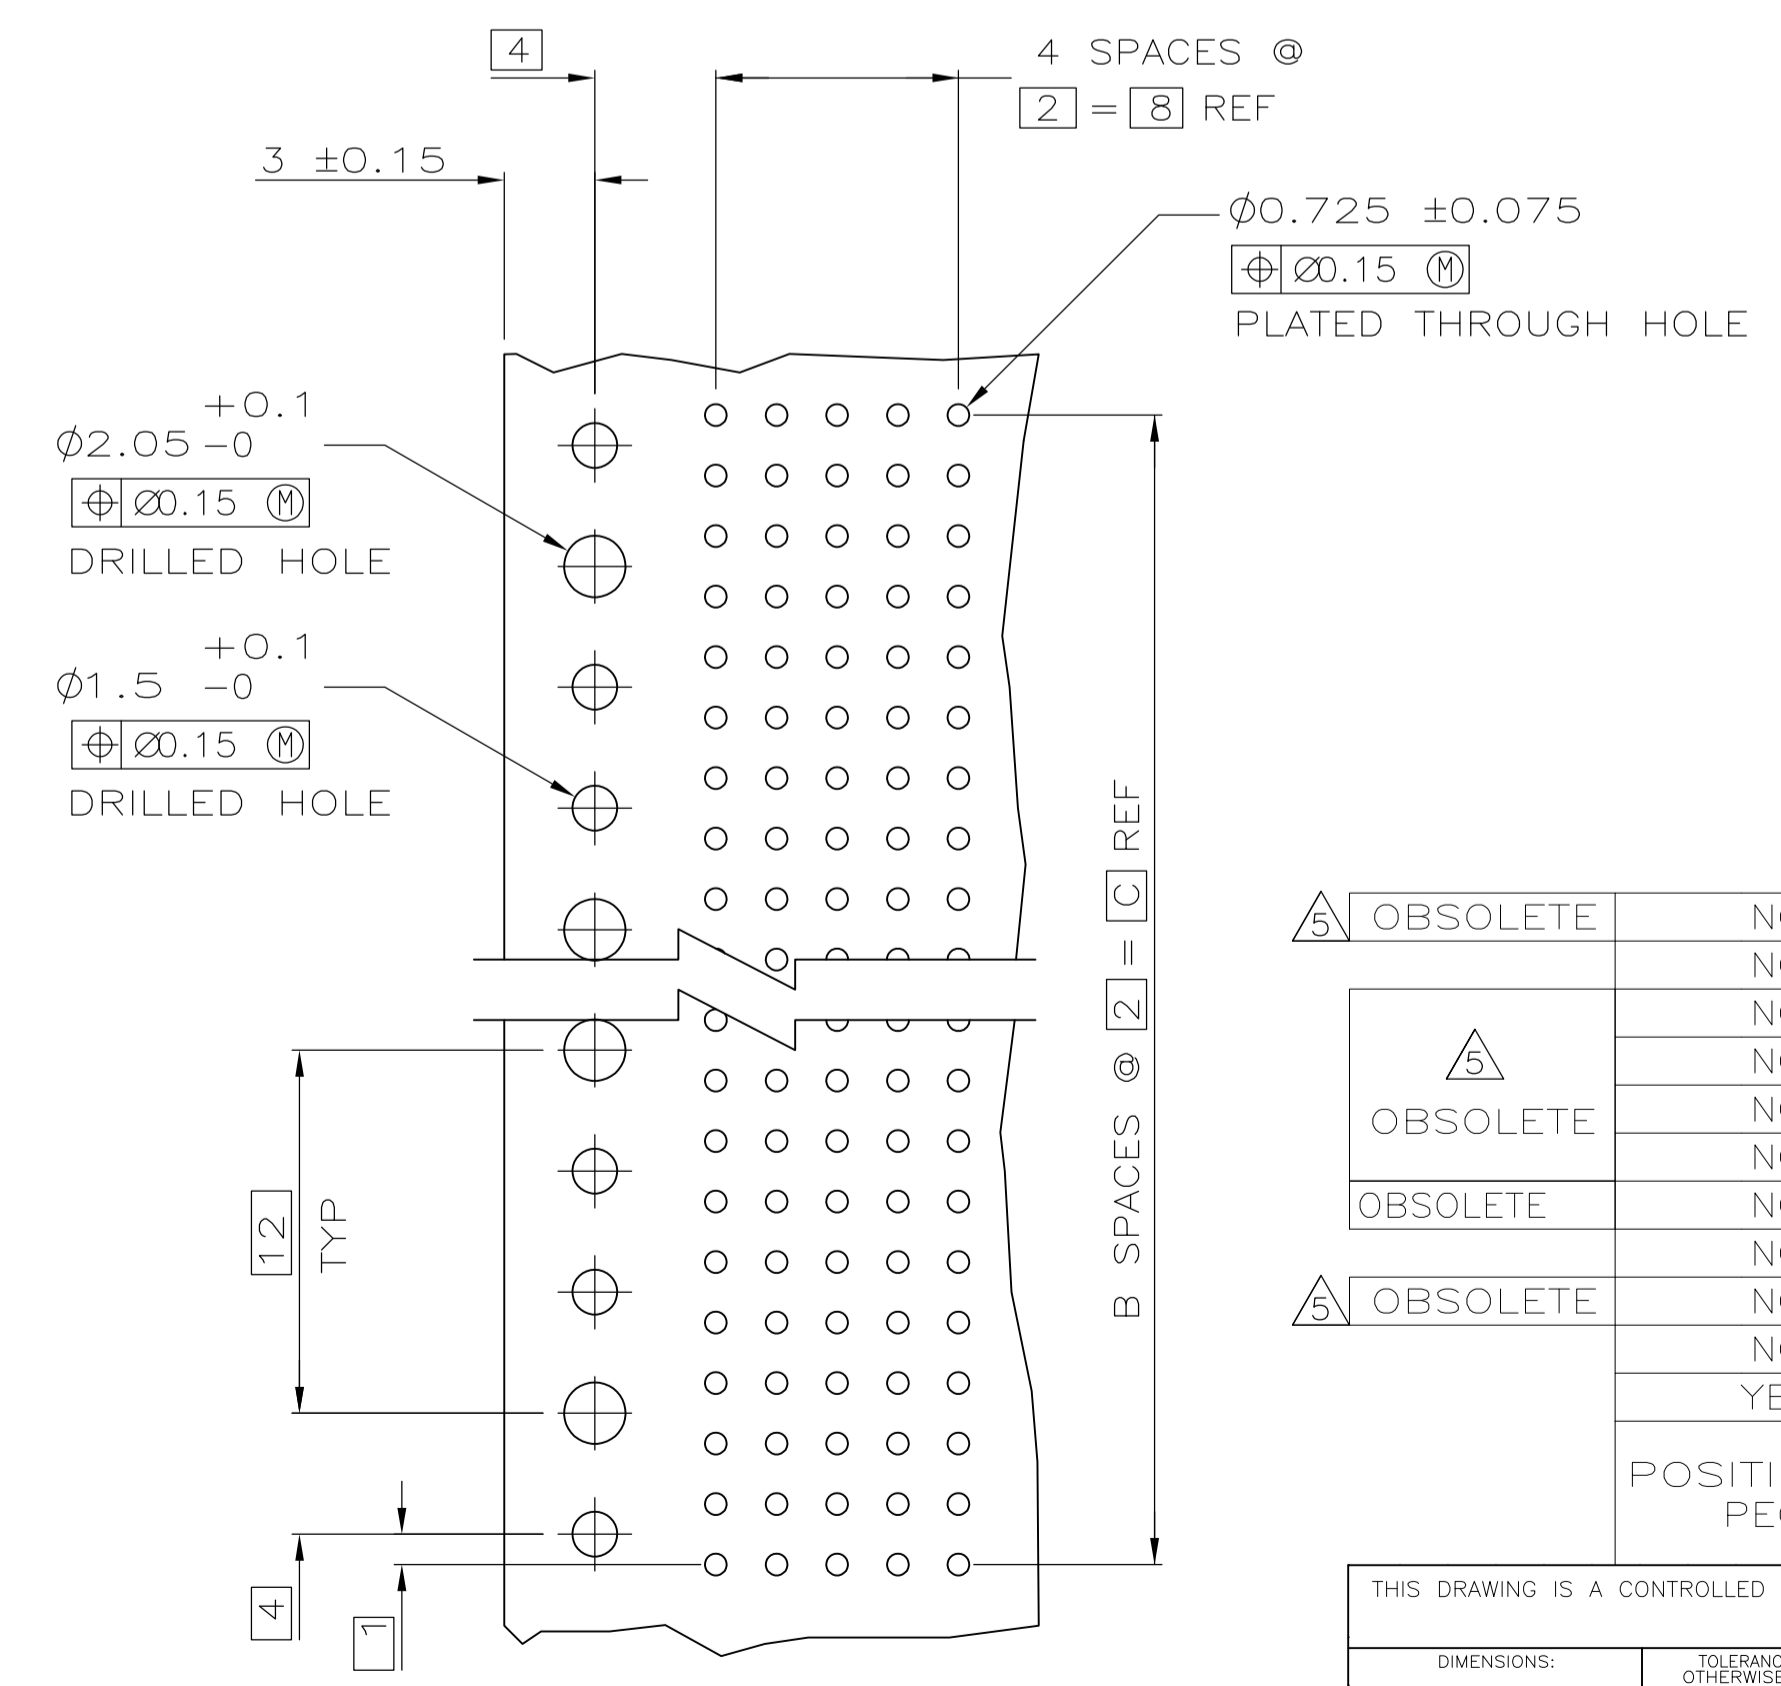 4
4 SPACES @
2 = 8 REF
3 ±0.15
Ø0.725 ±0.075
⌖ Ø0.15 Ⓜ
PLATED THROUGH HOLE
+0.1
Ø2.05 -0
⌖ Ø0.15 Ⓜ
DRILLED HOLE
+0.1
Ø1.5 -0
⌖ Ø0.15 Ⓜ
DRILLED HOLE
B SPACES @ 2 = C REF
12
TYP
4
1
5 OBSOLETE
5
OBSOLETE
OBSOLETE
5 OBSOLETE
THIS DRAWING IS A CONTROLLED
DIMENSIONS: